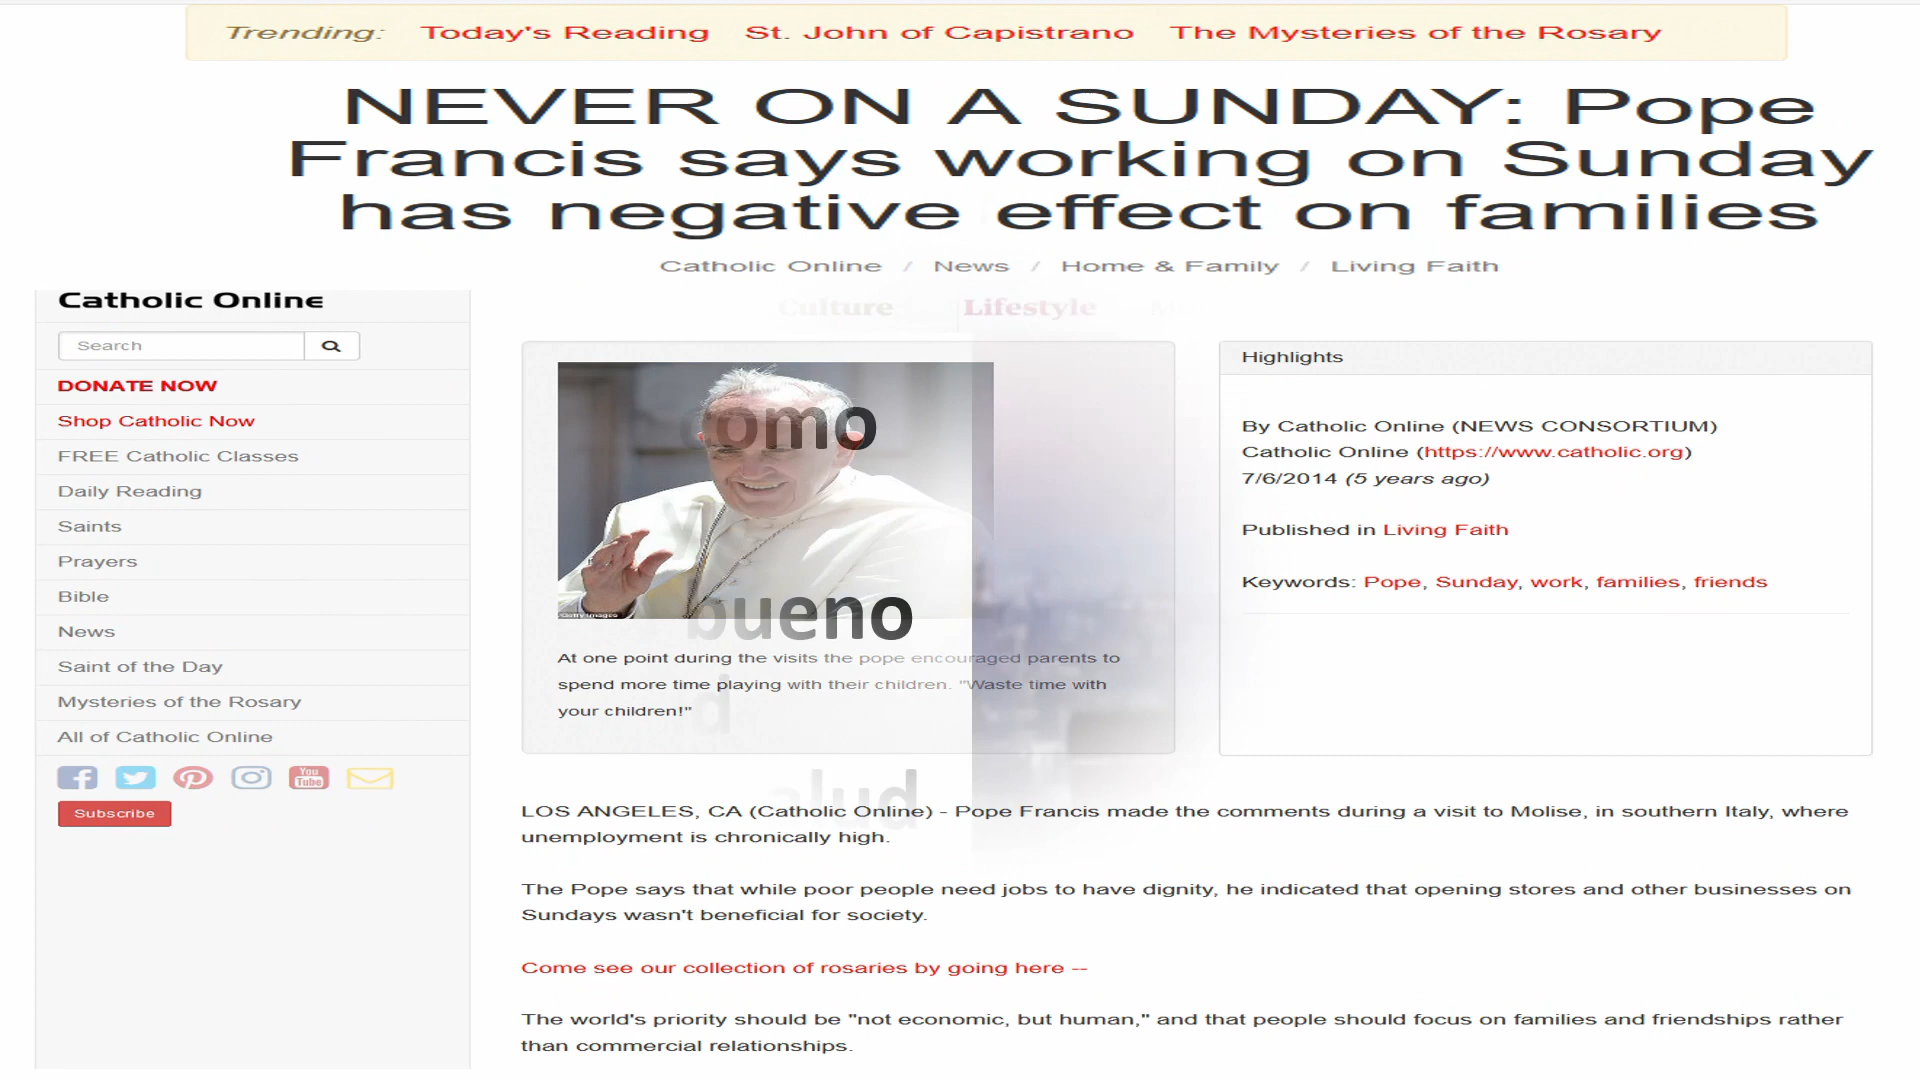 Trending: Today's Reading St. John of Capistrano The Mysteries of the Rosary
NEVER ON A SUNDAY: Pope
Francis says working on Sunday
has negative effect on families
Catholic Online / News / Home & Family / Living Faith
Catholic Online
Search
DONATE NOW
Shop Catholic Now
FREE Catholic Classes
Daily Reading
Saints
Prayers
Bible
News
Saint of the Day
Mysteries of the Rosary
All of Catholic Online
You
Tube
Subscribe
Culture Lifestyle
como
y
bueno
d
alud
Getty Images
At one point during the visits the pope encouraged parents to
spend more time playing with their children. "Waste time with
your children!"
Highlights
By Catholic Online (NEWS CONSORTIUM)
Catholic Online (https://www.catholic.org)
7/6/2014 (5 years ago)
Published in Living Faith
Keywords: Pope, Sunday, work, families, friends
LOS ANGELES, CA (Catholic Online) - Pope Francis made the comments during a visit to Molise, in southern Italy, where
unemployment is chronically high.
The Pope says that while poor people need jobs to have dignity, he indicated that opening stores and other businesses on
Sundays wasn't beneficial for society.
Come see our collection of rosaries by going here --
The world's priority should be "not economic, but human," and that people should focus on families and friendships rather
than commercial relationships.